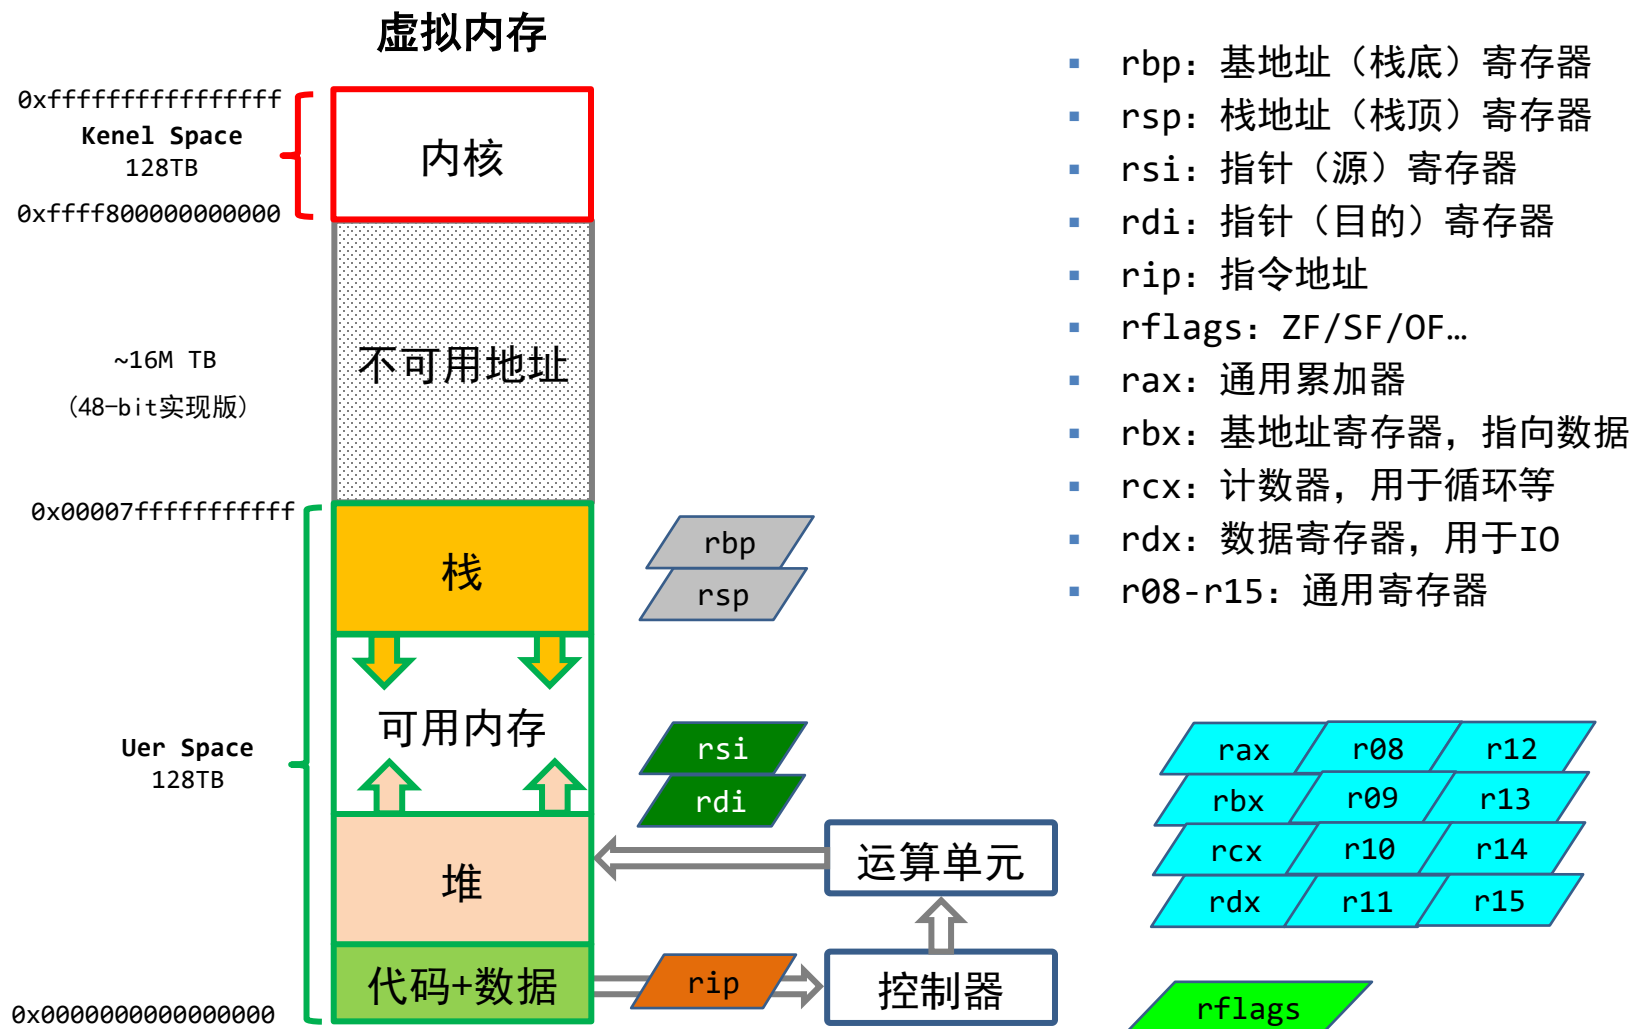 虚拟内存
0xffffffffffffffff
Kenel Space
128TB
0xffff800000000000
内核
~16M TB
(48-bit实现版)
不可用地址
0x00007fffffffffff
栈
可用内存
Uer Space
128TB
堆
代码+数据
0x0000000000000000
rbp
rsp
rsi
rdi
运算单元
rip
控制器
▪ rbp: 基地址（栈底）寄存器
▪ rsp: 栈地址（栈顶）寄存器
▪ rsi: 指针（源）寄存器
▪ rdi: 指针（目的）寄存器
▪ rip: 指令地址
▪ rflags: ZF/SF/OF…
▪ rax: 通用累加器
▪ rbx: 基地址寄存器，指向数据
▪ rcx: 计数器，用于循环等
▪ rdx: 数据寄存器，用于IO
▪ r08-r15: 通用寄存器
rax r08 r12
rbx r09 r13
rcx r10 r14
rdx r11 r15
rflags